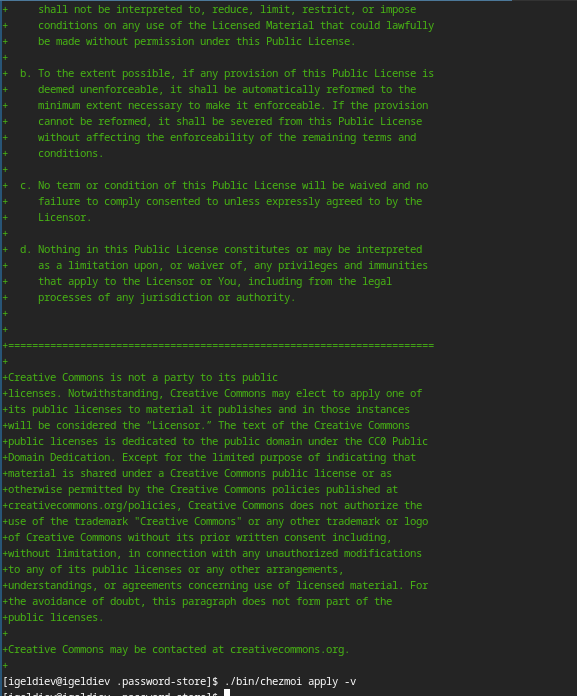 +     shall not be interpreted to, reduce, limit, restrict, or impose
+     conditions on any use of the Licensed Material that could lawfully
+     be made without permission under this Public License.
+
+  b. To the extent possible, if any provision of this Public License is
+     deemed unenforceable, it shall be automatically reformed to the
+     minimum extent necessary to make it enforceable. If the provision
+     cannot be reformed, it shall be severed from this Public License
+     without affecting the enforceability of the remaining terms and
+     conditions.
+
+  c. No term or condition of this Public License will be waived and no
+     failure to comply consented to unless expressly agreed to by the
+     Licensor.
+
+  d. Nothing in this Public License constitutes or may be interpreted
+     as a limitation upon, or waiver of, any privileges and immunities
+     that apply to the Licensor or You, including from the legal
+     processes of any jurisdiction or authority.
+
+
+=======================================================================
+
+Creative Commons is not a party to its public
+licenses. Notwithstanding, Creative Commons may elect to apply one of
+its public licenses to material it publishes and in those instances
+will be considered the “Licensor.” The text of the Creative Commons
+public licenses is dedicated to the public domain under the CC0 Public
+Domain Dedication. Except for the limited purpose of indicating that
+material is shared under a Creative Commons public license or as
+otherwise permitted by the Creative Commons policies published at
+creativecommons.org/policies, Creative Commons does not authorize the
+use of the trademark "Creative Commons" or any other trademark or logo
+of Creative Commons without its prior written consent including,
+without limitation, in connection with any unauthorized modifications
+to any of its public licenses or any other arrangements,
+understandings, or agreements concerning use of licensed material. For
+the avoidance of doubt, this paragraph does not form part of the
+public licenses.
+
+Creative Commons may be contacted at creativecommons.org.
+
[igeldiev@igeldiev .password-store]$ ./bin/chezmoi apply -v
[igeldiev@igeldiev .password-store]$